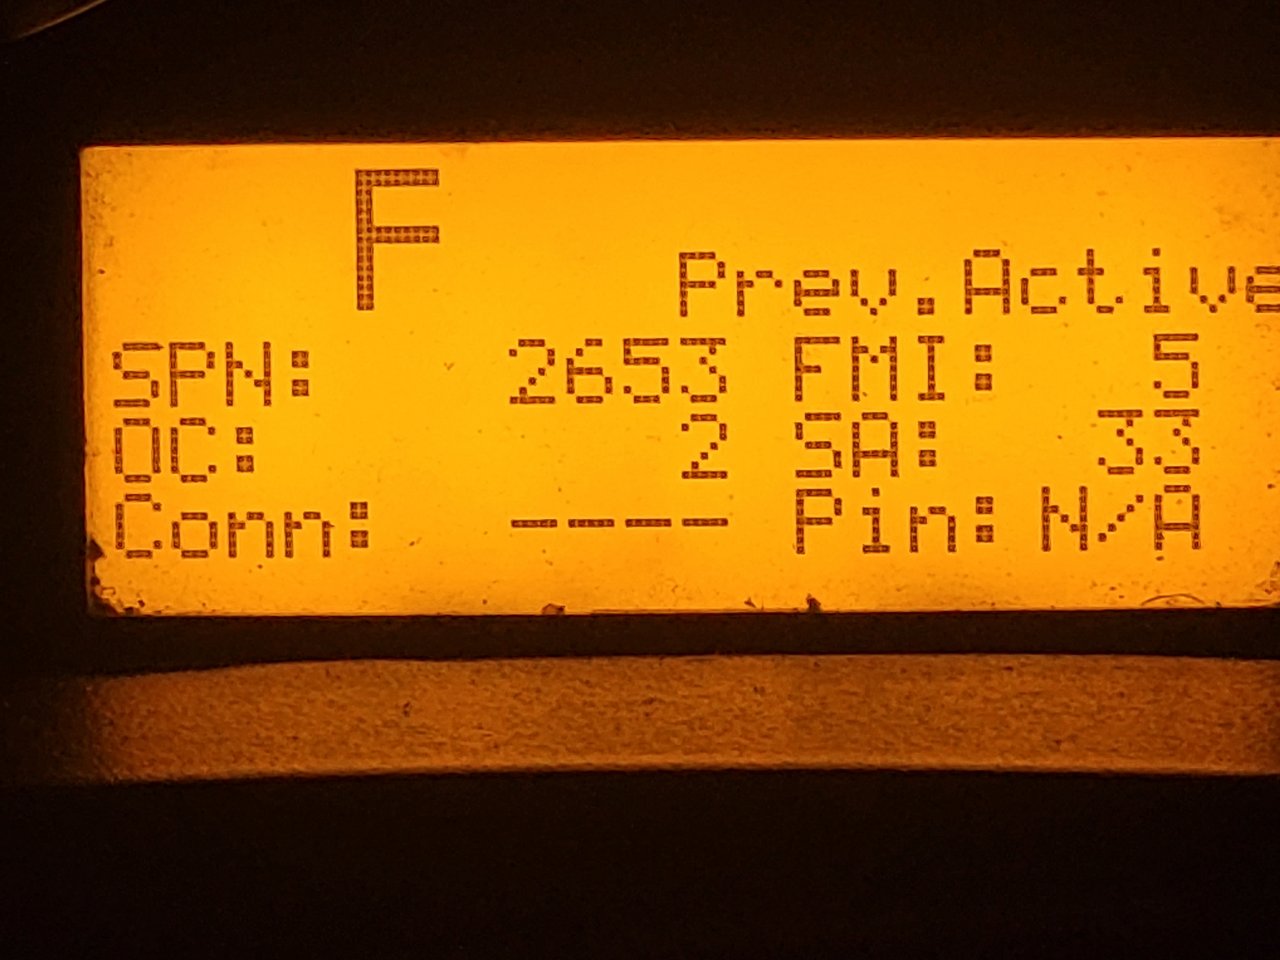 F
Prev.Active
SPN: 2653 FMI: 5
OC: 2 SA: 33
Conn: ---- Pin: N/A